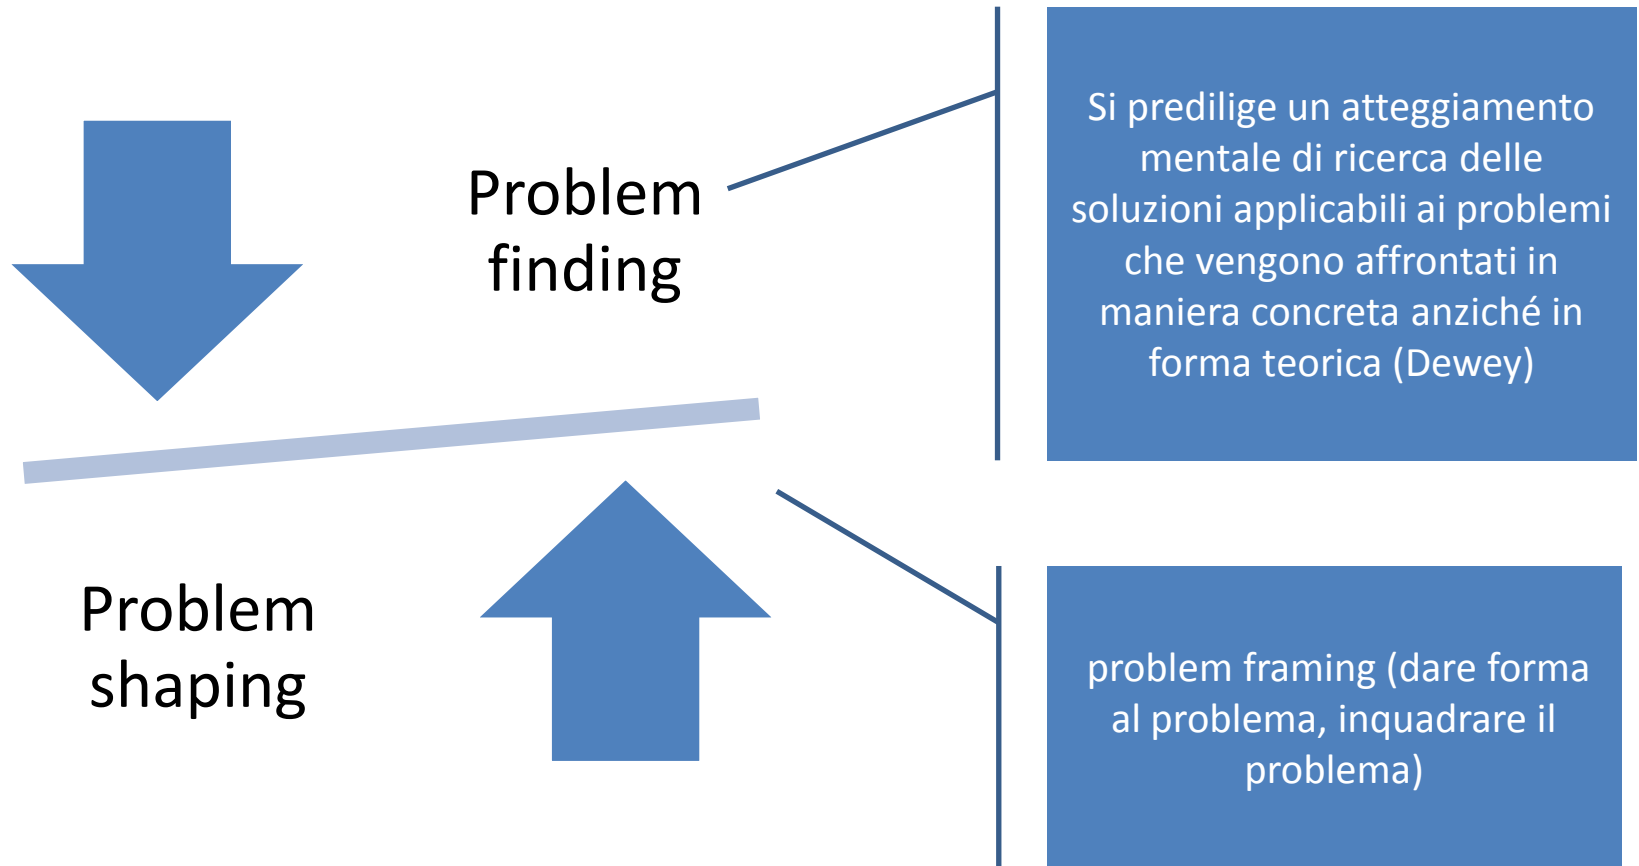 Problem
finding
Si predilige un atteggiamento
mentale di ricerca delle
soluzioni applicabili ai problemi
che vengono affrontati in
maniera concreta anziché in
forma teorica (Dewey)
Problem
shaping
problem framing (dare forma
al problema, inquadrare il
problema)